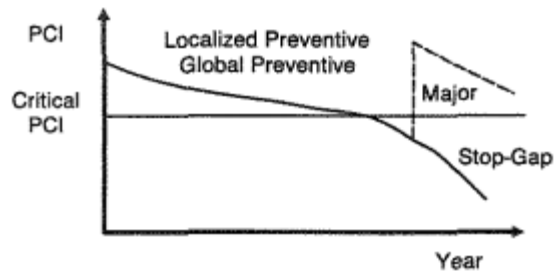 PCI
Localized Preventive
Global Preventive
Critical
PCI
Major
Stop-Gap
Year